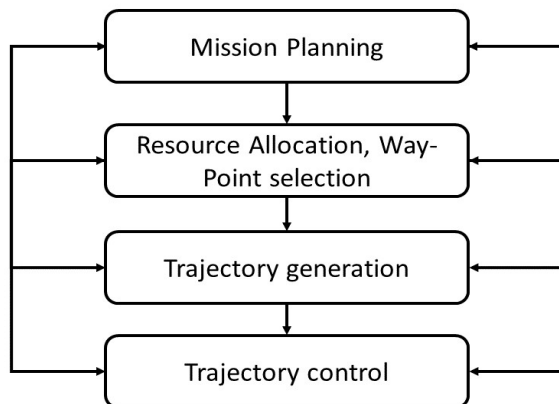 Mission Planning
Resource Allocation, Way-
Point selection
Trajectory generation
Trajectory control